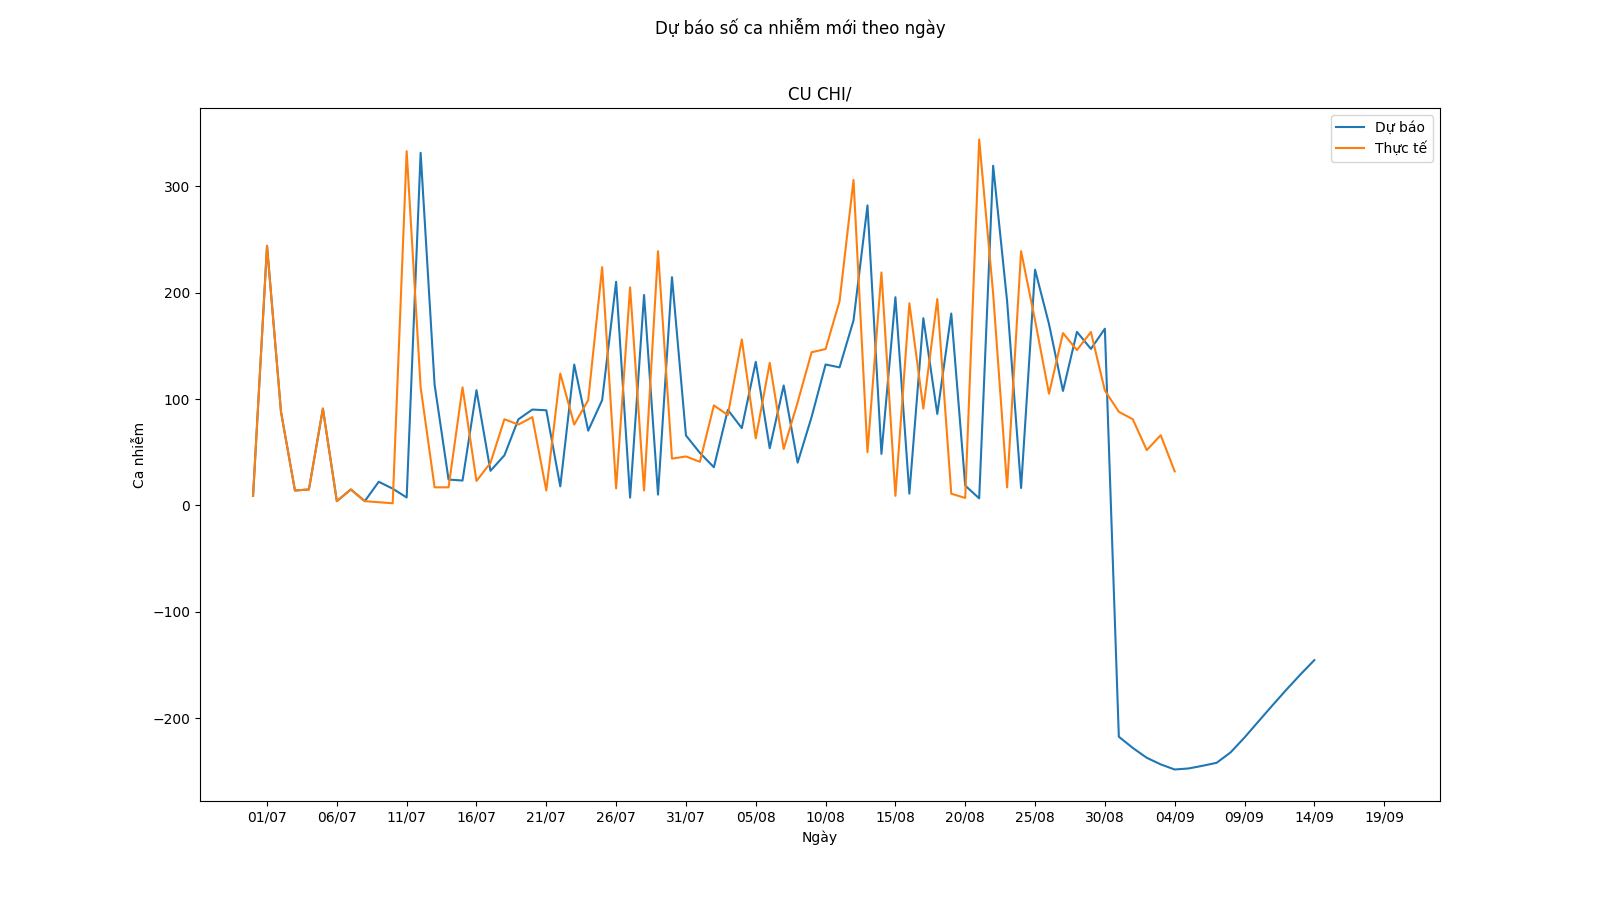 Dự báo số ca nhiễm mới theo ngày
CU CHI/
Dự báo
Thực tế
Ca nhiễm
300
200
100
0
−100
−200
01/07 06/07 11/07 16/07 21/07 26/07 31/07 05/08 10/08 15/08 20/08 25/08 30/08 04/09 09/09 14/09 19/09
Ngày